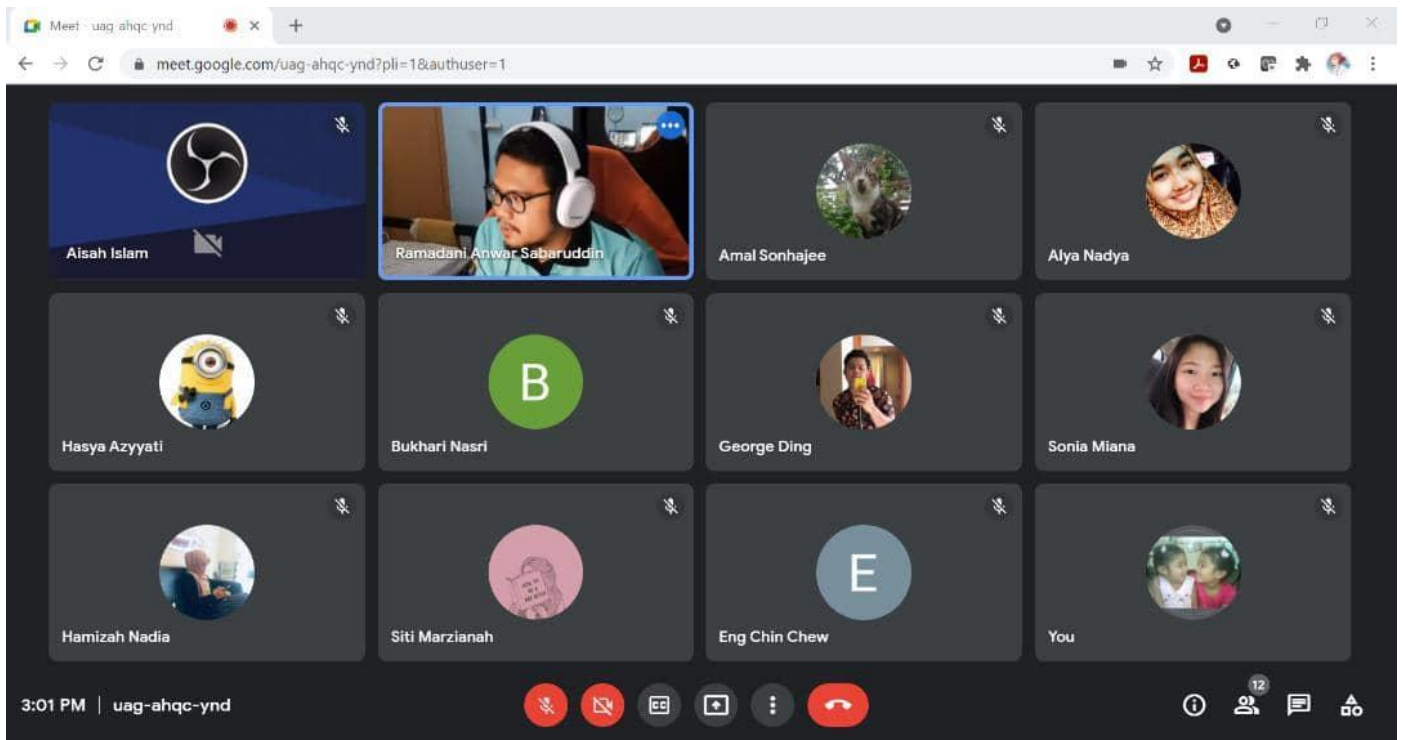 Meet - uag-ahqc-ynd
meet.google.com/uag-ahqc-ynd?pli=1&authuser=1
Aisah Islam
Ramadani Anwar Sabaruddin
Amal Sonhajee
Alya Nadya
Hasya Azyyati
B
Bukhari Nasri
George Ding
Sonia Miana
Hamizah Nadia
Siti Marzianah
E
Eng Chin Chew
You
3:01 PM | uag-ahqc-ynd
CC
12